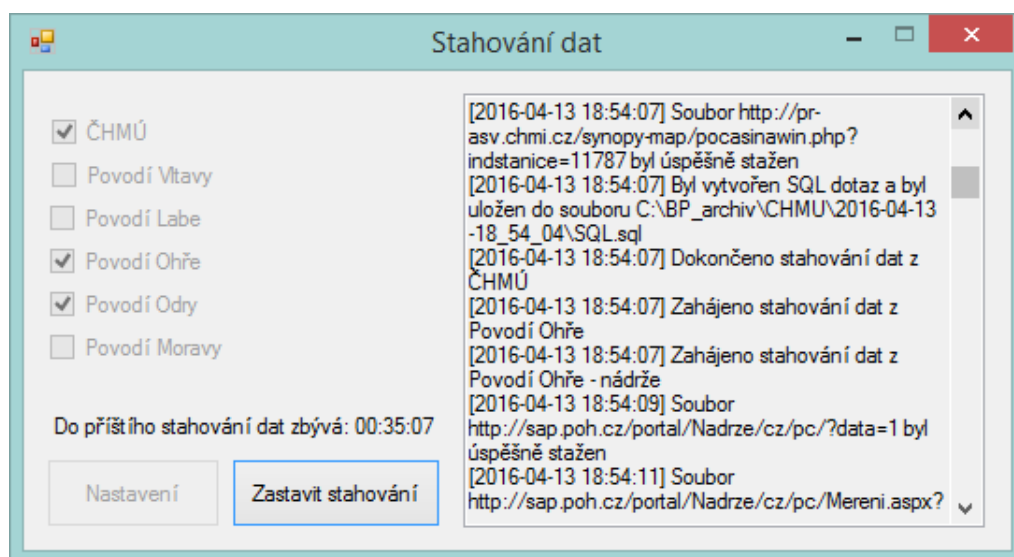 Stahování dat
ČHMÚ
Povodí Vltavy
Povodí Labe
Povodí Ohře
Povodí Odry
Povodí Moravy
Do příštího stahování dat zbývá: 00:35:07
Nastavení
Zastavit stahování
[2016-04-13 18:54:07] Soubor http://pr-
asv.chmi.cz/synopy-map/pocasinawin.php?
indstanice=11787 byl úspěšně stažen
[2016-04-13 18:54:07] Byl vytvořen SQL dotaz a byl
uložen do souboru C:\BP_archiv\CHMU\2016-04-13
-18_54_04\SQL.sql
[2016-04-13 18:54:07] Dokončeno stahování dat z
ČHMÚ
[2016-04-13 18:54:07] Zahájeno stahování dat z
Povodí Ohře
[2016-04-13 18:54:07] Zahájeno stahování dat z
Povodí Ohře - nádrže
[2016-04-13 18:54:09] Soubor
http://sap.poh.cz/portal/Nadrze/cz/pc/?data=1 byl
úspěšně stažen
[2016-04-13 18:54:11] Soubor
http://sap.poh.cz/portal/Nadrze/cz/pc/Mereni.aspx?